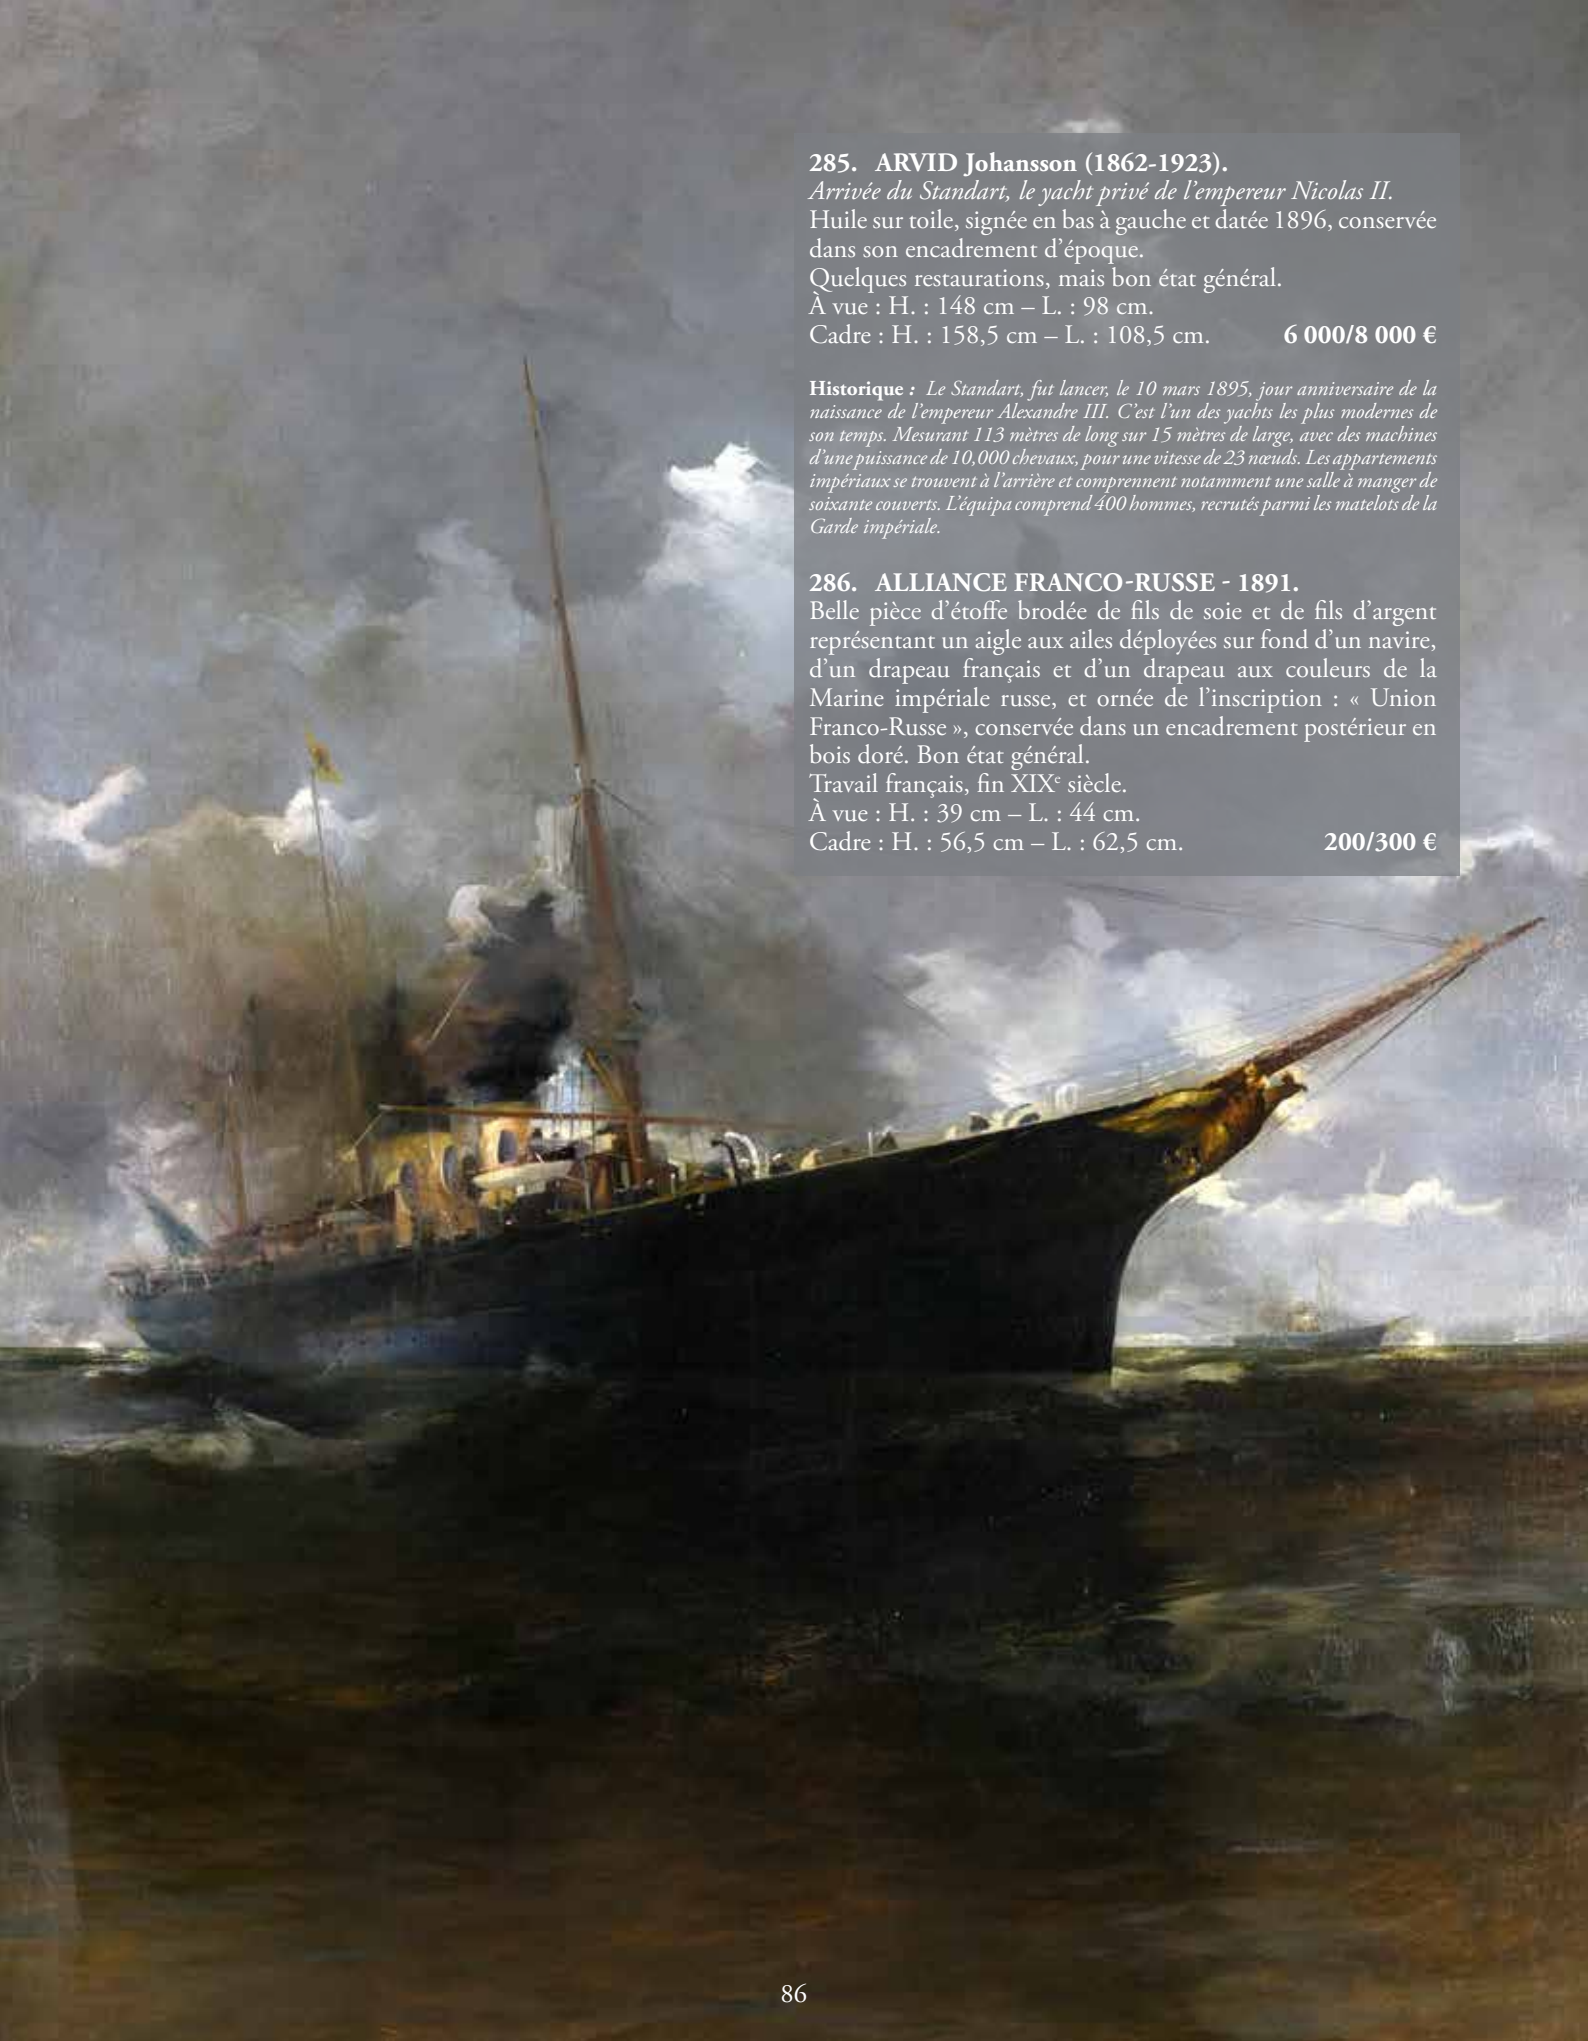 285. ARVID Johansson (1862-1923).
Arrivée du Standart, le yacht privé de l'empereur Nicolas II.
Huile sur toile, signée en bas à gauche et datée 1896, conservée
dans son encadrement d'époque.
Quelques restaurations, mais bon état général.
À vue : H. : 148 cm – L. : 98 cm.
Cadre : H. : 158,5 cm – L. : 108,5 cm. 6 000/8 000 €
Historique : Le Standart, fut lancer, le 10 mars 1895, jour anniversaire de la
naissance de l'empereur Alexandre III. C'est l'un des yachts les plus modernes de
son temps. Mesurant 113 mètres de long sur 15 mètres de large, avec des machines
d'une puissance de 10,000 chevaux, pour une vitesse de 23 nœuds. Les appartements
impériaux se trouvent à l'arrière et comprennent notamment une salle à manger de
soixante couverts. L'équipa comprend 400 hommes, recrutés parmi les matelots de la
Garde impériale.
286. ALLIANCE FRANCO-RUSSE - 1891.
Belle pièce d'étoffe brodée de fils de soie et de fils d'argent
représentant un aigle aux ailes déployées sur fond d'un navire,
d'un drapeau français et d'un drapeau aux couleurs de la
Marine impériale russe, et ornée de l'inscription : « Union
Franco-Russe », conservée dans un encadrement postérieur en
bois doré. Bon état général.
Travail français, fin XIXe siècle.
À vue : H. : 39 cm – L. : 44 cm.
Cadre : H. : 56,5 cm – L. : 62,5 cm. 200/300 €
86